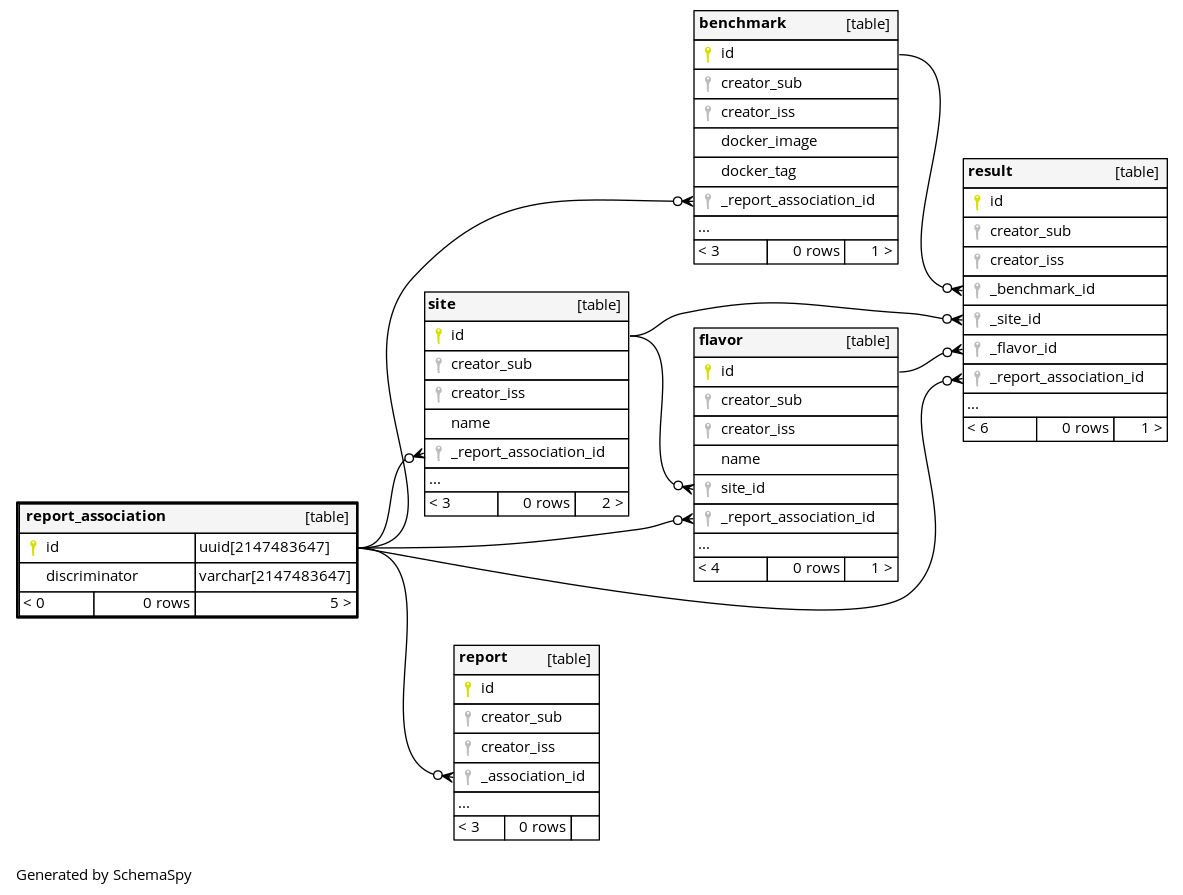 benchmark [table]
id
creator_sub
creator_iss
docker_image
docker_tag
_report_association_id
...
< 3 0 rows 1 >
result [table]
id
creator_sub
creator_iss
_benchmark_id
_site_id
_flavor_id
_report_association_id
...
< 6 0 rows 1 >
site [table]
id
creator_sub
creator_iss
name
_report_association_id
...
< 3 0 rows 2 >
flavor [table]
id
creator_sub
creator_iss
name
site_id
_report_association_id
...
< 4 0 rows 1 >
report_association [table]
id uuid[2147483647]
discriminator varchar[2147483647]
< 0 0 rows 5 >
report [table]
id
creator_sub
creator_iss
_association_id
...
< 3 0 rows
Generated by SchemaSpy